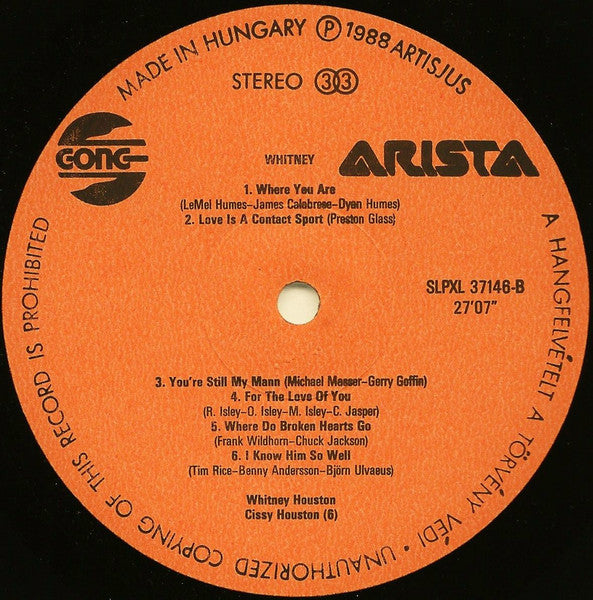 MADE IN HUNGARY Ⓟ 1988 ARTISJUS
STEREO 33
GONG
ARISTA
WHITNEY
1. Where You Are
(LeMel Humes–James Calabrese–Dyan Humes)
2. Love Is A Contact Sport (Preston Glass)
SLPXL 37146-B
27'07"
3. You're Still My Mann (Michael Masser–Gerry Goffin)
4. For The Love Of You
(R. Isley–O. Isley–M. Isley–C. Jasper)
5. Where Do Broken Hearts Go
(Frank Wildhorn–Chuck Jackson)
6. I Know Him So Well
(Tim Rice–Benny Andersson–Björn Ulvaeus)
Whitney Houston
Cissy Houston (6)
A HANGFELVÉTELT A TÖRVÉNY VÉDI • UNAUTHORIZED COPYING OF THIS RECORD IS PROHIBITED